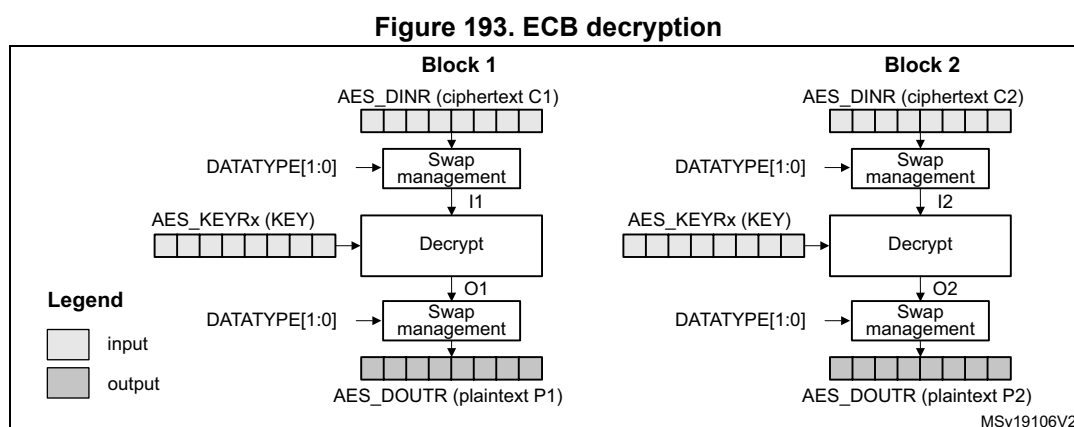 Figure 193. ECB decryption
Block 1
AES_DINR (ciphertext C1)
DATATYPE[1:0]
Swap
management
I1
AES_KEYRx (KEY)
Decrypt
O1
DATATYPE[1:0]
Swap
management
AES_DOUTR (plaintext P1)
Block 2
AES_DINR (ciphertext C2)
DATATYPE[1:0]
Swap
management
I2
AES_KEYRx (KEY)
Decrypt
O2
DATATYPE[1:0]
Swap
management
AES_DOUTR (plaintext P2)
Legend
input
output
MSv19106V2